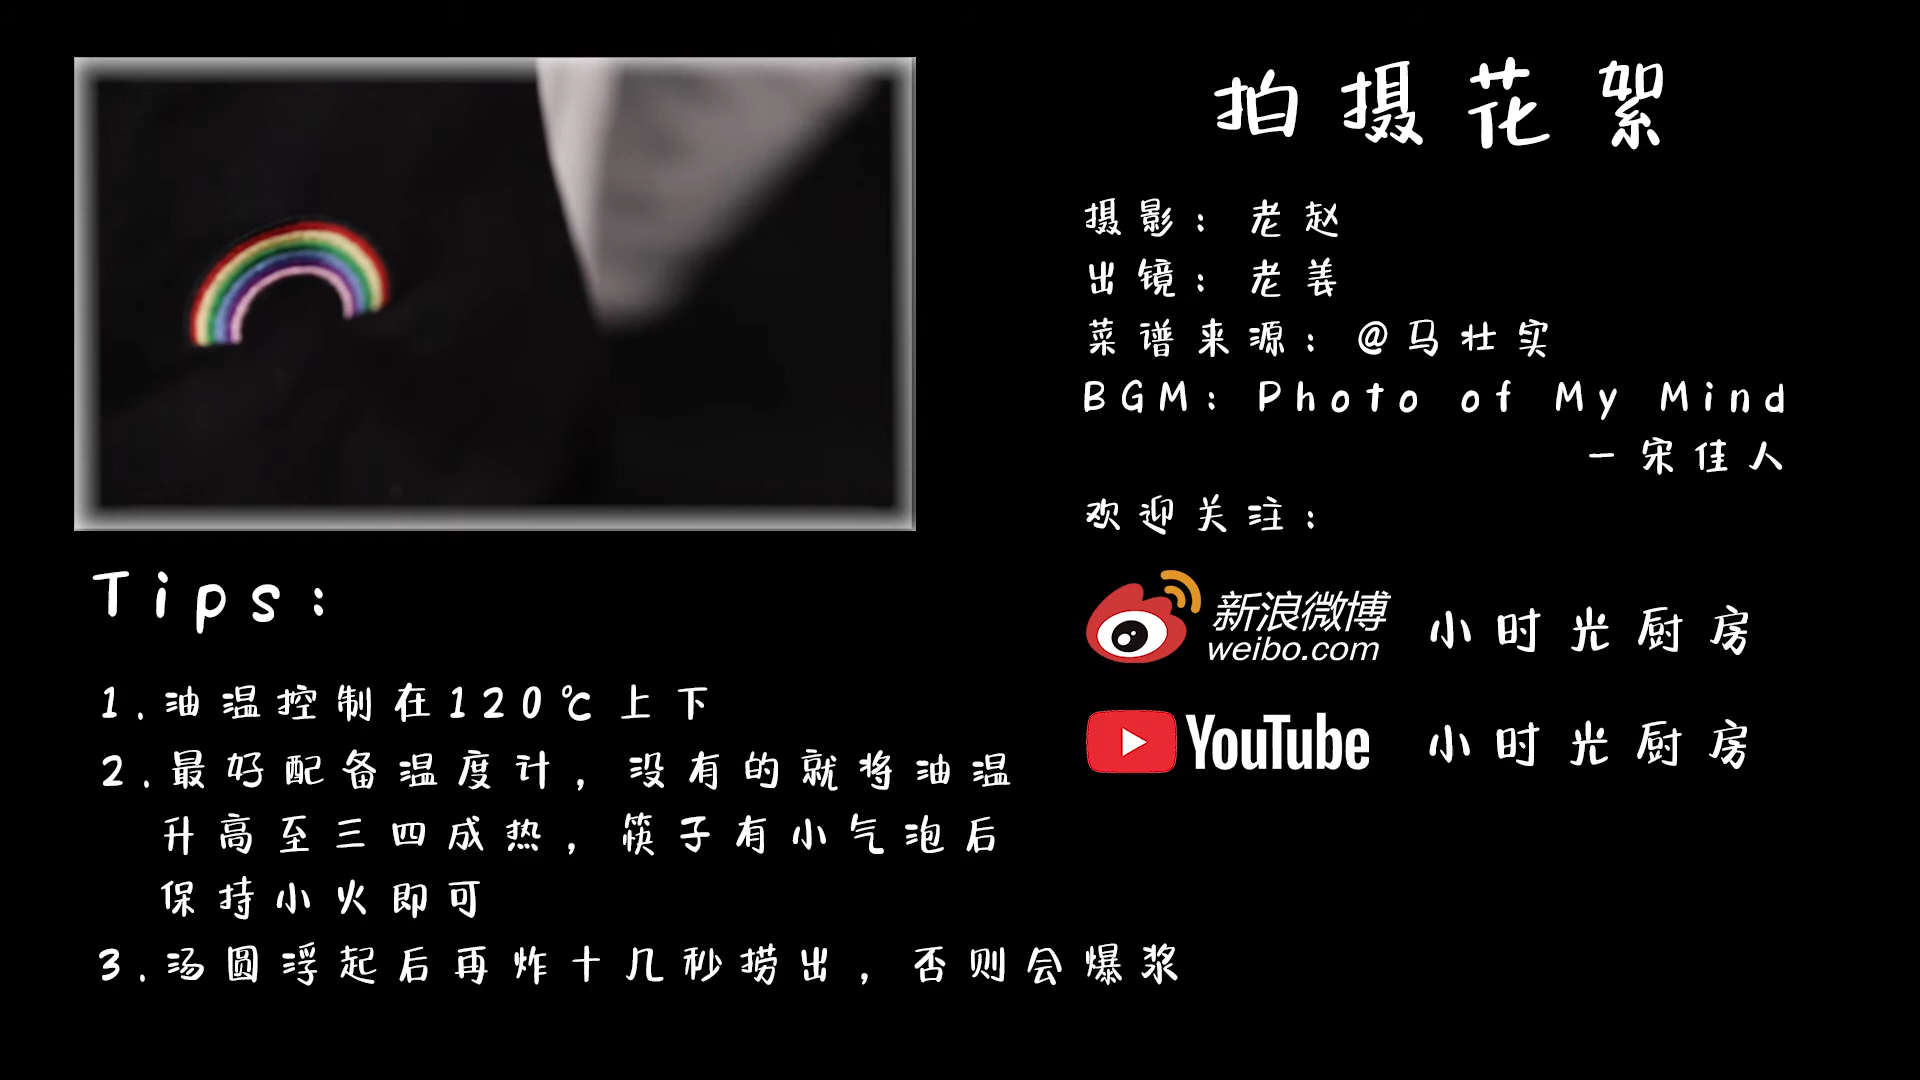 拍摄花絮
摄影：老赵
出镜：老姜
菜谱来源：@马壮实
BGM：Photo of My Mind
－宋佳人
欢迎关注：
新浪微博
weibo.com
小时光厨房
YouTube 小时光厨房
Tips：
1.油温控制在120℃上下
2.最好配备温度计，没有的就将油温
升高至三四成热，筷子有小气泡后
保持小火即可
3.汤圆浮起后再炸十几秒捞出，否则会爆浆